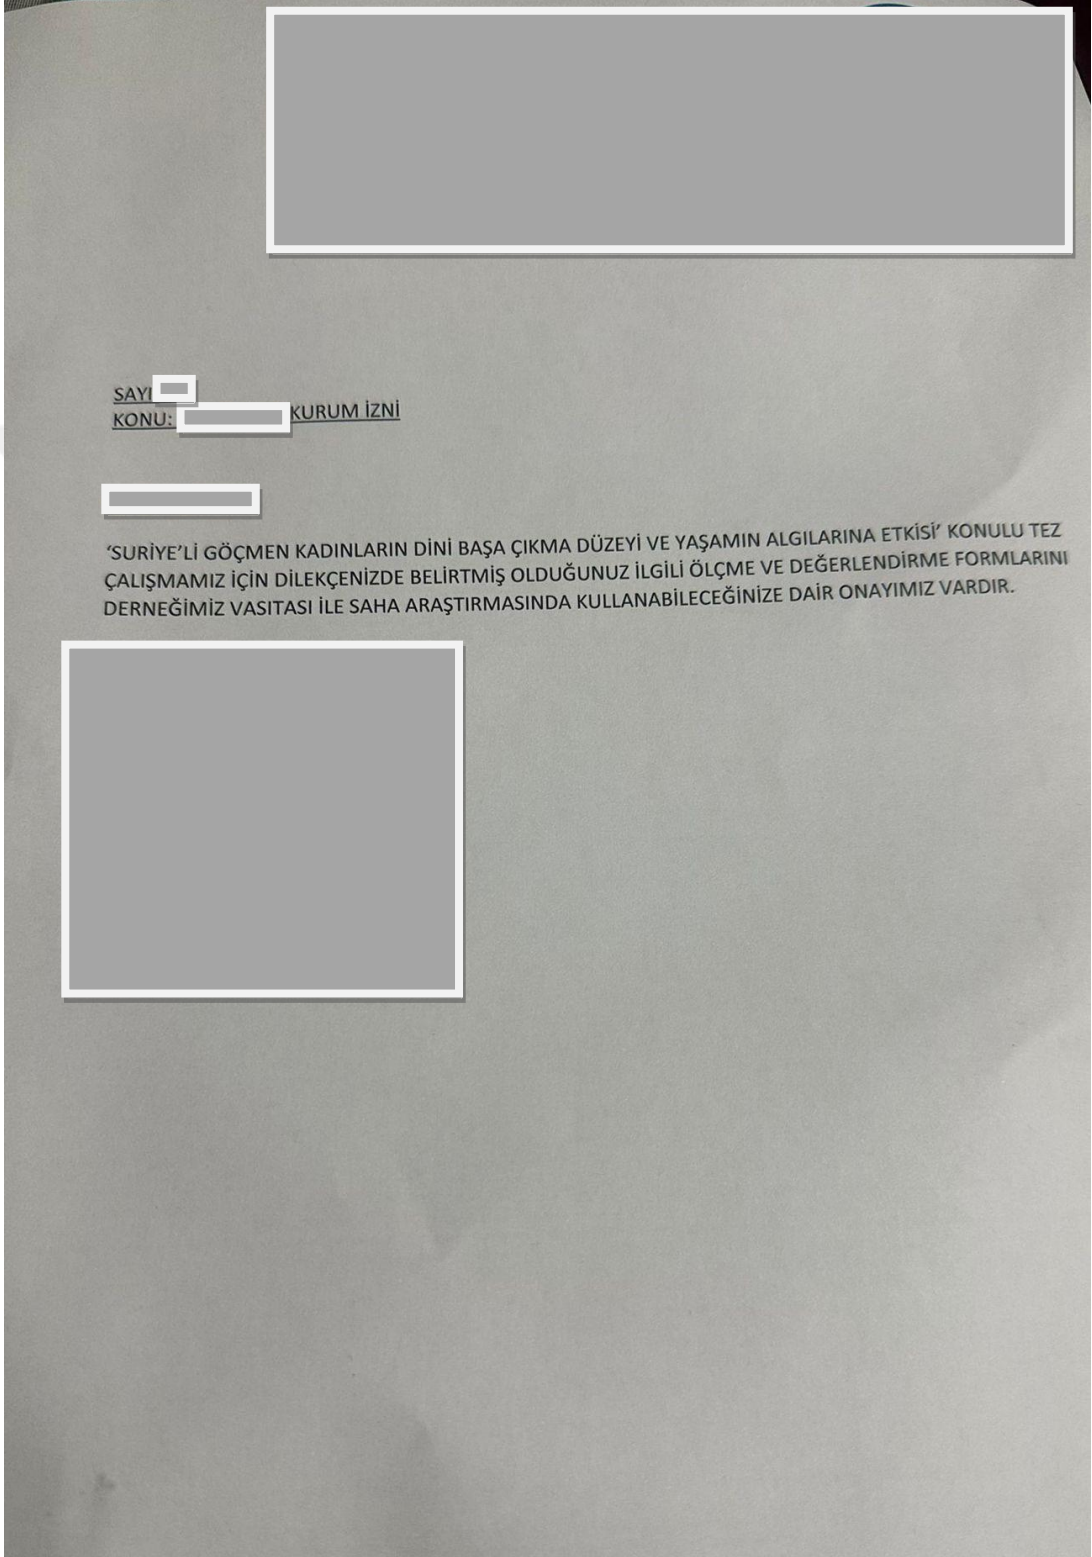 SAYI
KONU: KURUM İZNİ
‘SURİYE’Lİ GÖÇMEN KADINLARIN DİNİ BAŞA ÇIKMA DÜZEYİ VE YAŞAMIN ALGILARINA ETKİSİ’ KONULU TEZ
ÇALIŞMAMIZ İÇİN DİLEKÇENİZDE BELİRTMİŞ OLDUĞUNUZ İLGİLİ ÖLÇME VE DEĞERLENDİRME FORMLARINI
DERNEĞİMİZ VASITASI İLE SAHA ARAŞTIRMASINDA KULLANABİLECEĞİNİZE DAİR ONAYIMIZ VARDIR.